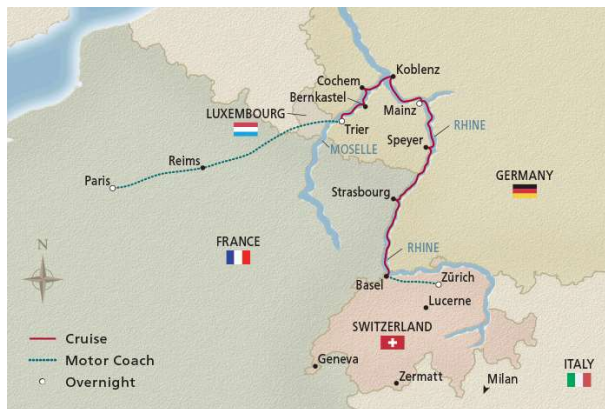 Koblenz
Cochem
Bernkastel
Mainz
LUXEMBOURG
Trier
RHINE
MOSELLE
Speyer
Reims
Paris
GERMANY
Strasbourg
FRANCE
RHINE
N
Basel
Zürich
Lucerne
SWITZERLAND
Geneva
ITALY
Zermatt
Milan
Cruise
Motor Coach
Overnight